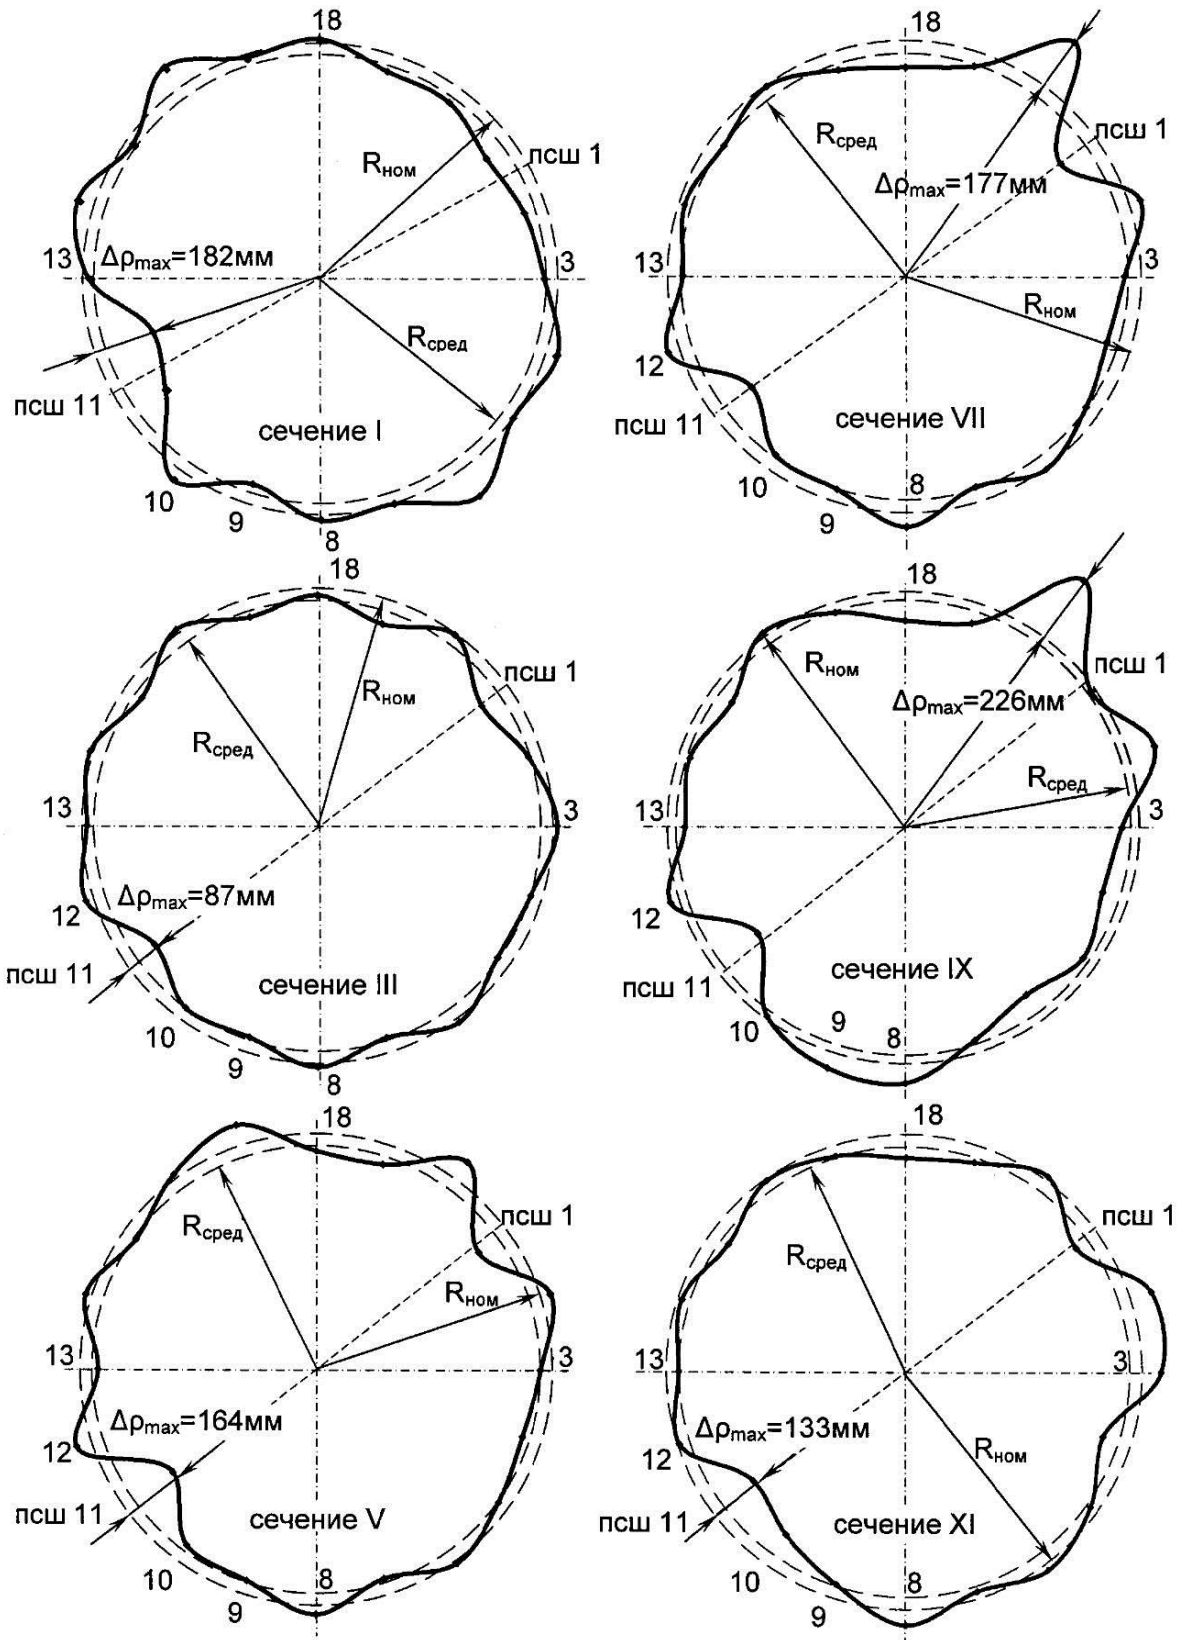 18
псш 1
Rном
13
Δρmax=182мм
3
Rсред
псш 11
сечение I
10
9
8
18
псш 1
Rсред
Δρmax=177мм
13
3
Rном
12
псш 11
сечение VII
10
8
9
18
псш 1
Rном
Rсред
13
3
Δρmax=87мм
12
псш 11
сечение III
10
9
8
18
псш 1
Rном
Δρmax=226мм
Rсред
13
3
12
сечение IX
псш 11
10
9
8
18
псш 1
Rсред
Rном
13
3
Δρmax=164мм
12
псш 11
сечение V
10
8
9
18
псш 1
Rсред
13
3
Δρmax=133мм
Rном
12
псш 11
сечение XI
10
8
9